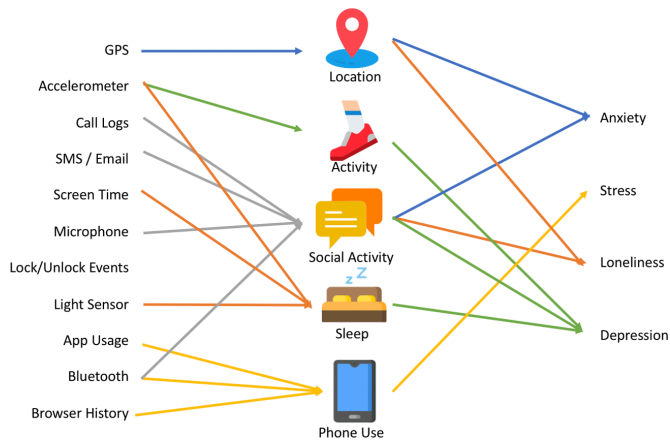 GPS
Accelerometer
Call Logs
SMS / Email
Screen Time
Microphone
Lock/Unlock Events
Light Sensor
App Usage
Bluetooth
Browser History
Location
Activity
Social Activity
z Z
Sleep
Phone Use
Anxiety
Stress
Loneliness
Depression